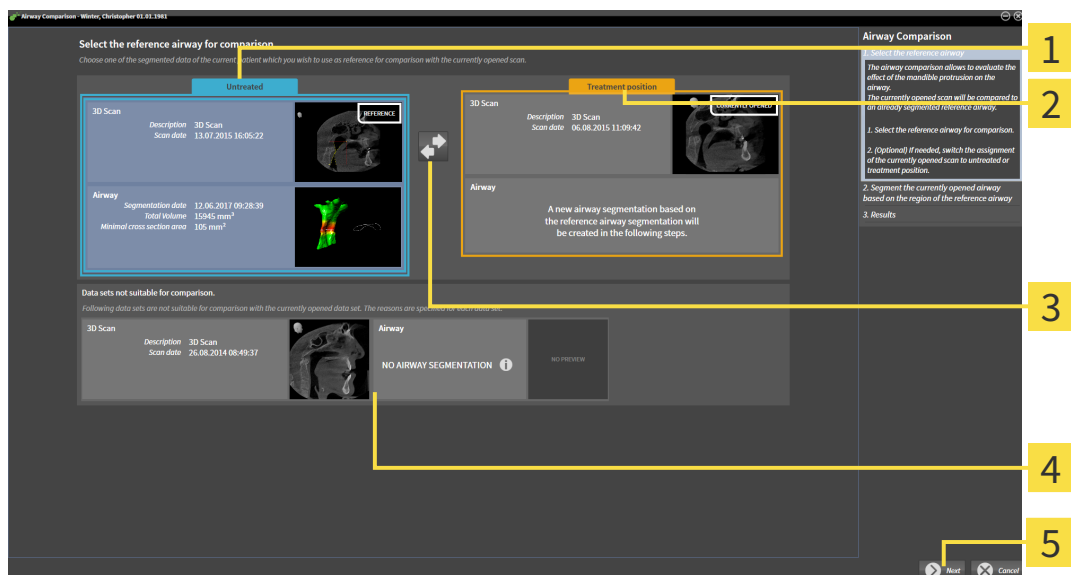 Airway Comparison - Winter, Christopher 01.01.1981
Select the reference airway for comparison
Choose one of the segmented data of the current patient which you wish to use as reference for comparison with the currently opened scan.
Untreated
3D Scan
REFERENCE
Description 3D Scan
Scan date 13.07.2015 16:05:22
Airway
Segmentation date 12.06.2017 09:28:39
Total Volume 15945 mm³
Minimal cross section area 105 mm²
Treatment position
3D Scan
CURRENTLY OPENED
Description 3D Scan
Scan date 06.08.2015 11:09:42
Airway
A new airway segmentation based on
the reference airway segmentation will
be created in the following steps.
Data sets not suitable for comparison.
Following data sets are not suitable for comparison with the currently opened data set. The reasons are specified for each data set.
3D Scan
Description 3D Scan
Scan date 26.08.2014 08:49:37
Airway
NO AIRWAY SEGMENTATION
NO PREVIEW
Airway Comparison
1. Select the reference airway
The airway comparison allows to evaluate the
effect of the mandible protrusion on the
airway.
The currently opened scan will be compared to
an already segmented reference airway.
1. Select the reference airway for comparison.
2. (Optional) If needed, switch the assignment
of the currently opened scan to untreated or
treatment position.
2. Segment the currently opened airway
based on the region of the reference airway
3. Results
Next
Cancel
1
2
3
4
5